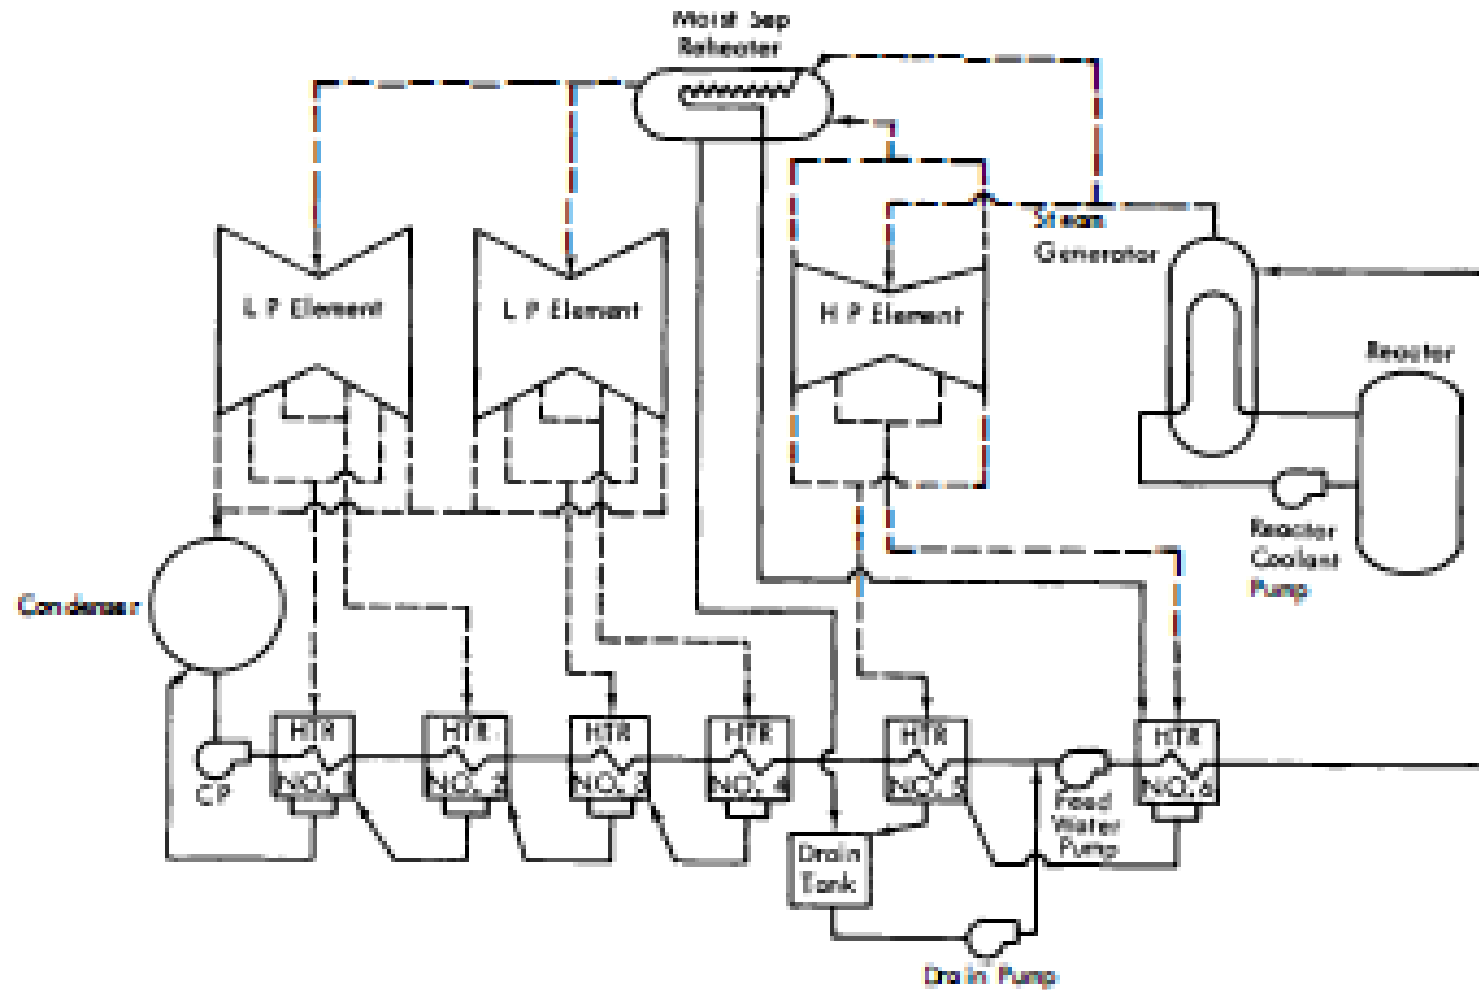 Moist Sep
Reheater
Steam
Generator
L P Element
L P Element
H P Element
Reactor
Reactor
Coolant
Pump
Condenser
HTR
NO. 1
HTR
NO. 2
HTR
NO. 3
HTR
NO. 4
HTR
NO. 5
HTR
NO. 6
CP
Feed
Water
Pump
Drain
Tank
Drain Pump